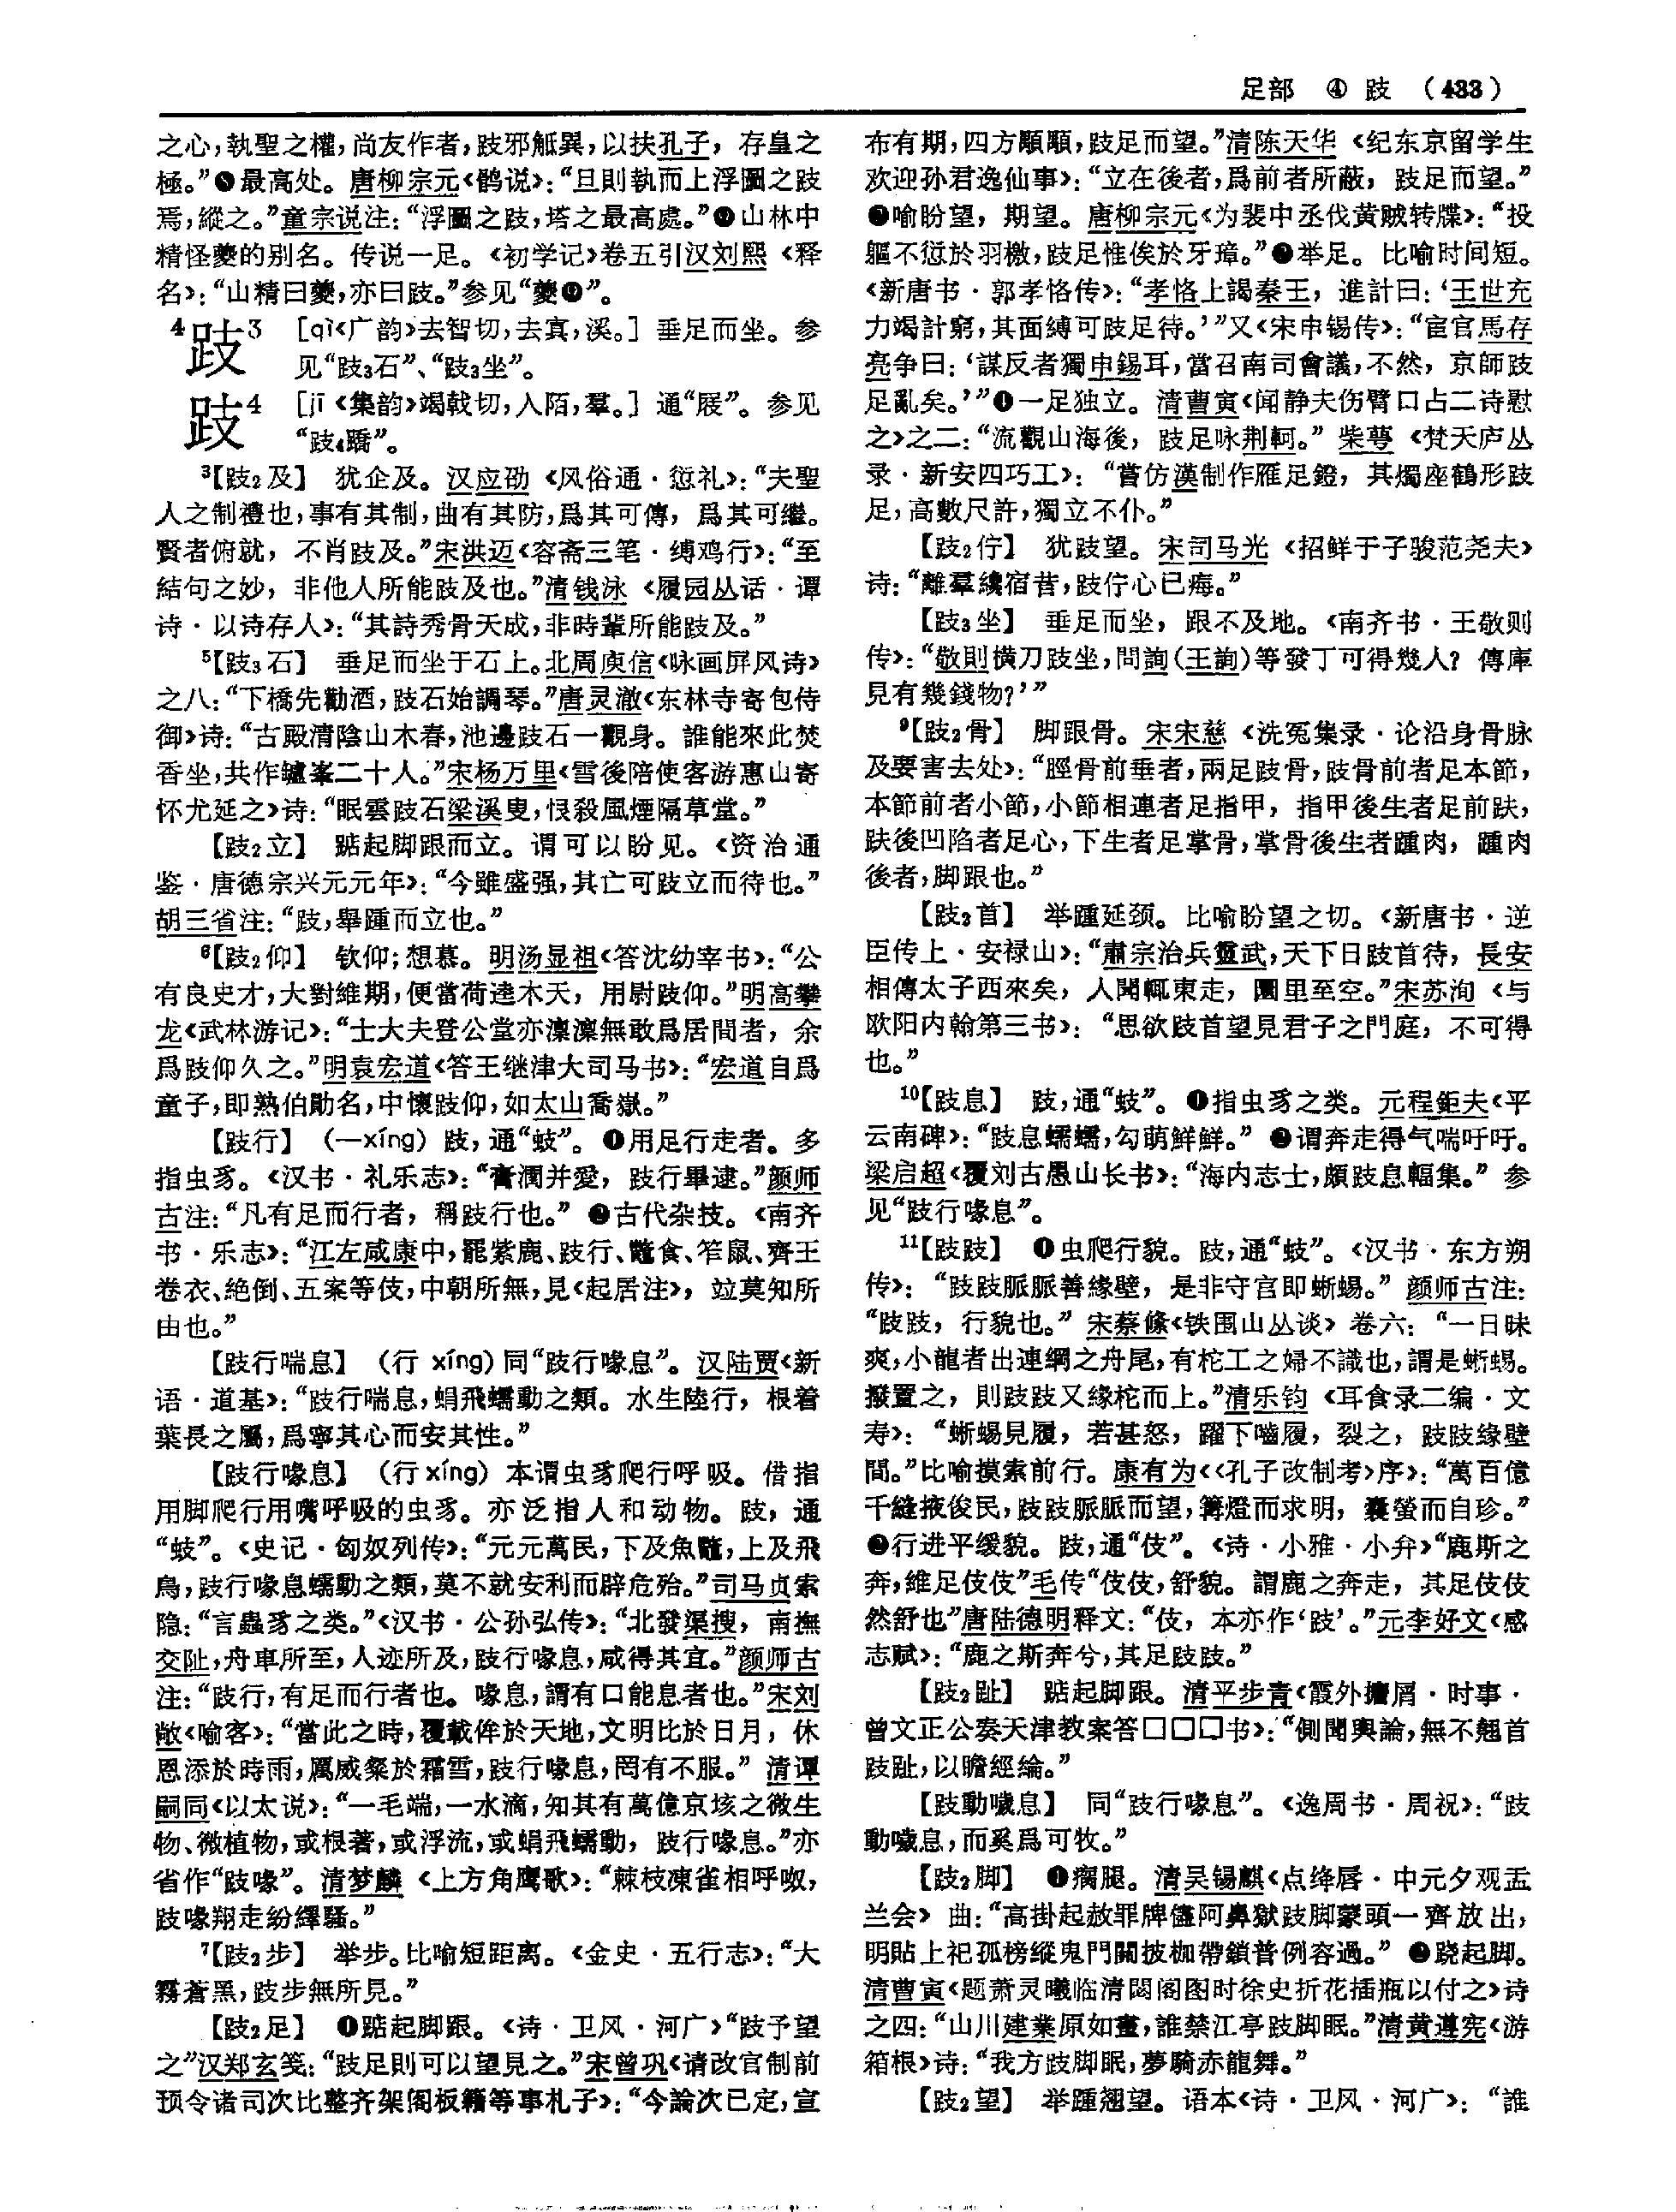 足部　④　跂　（433）
之心，執聖之權，尚友作者，跂邪觝異，以扶孔子，存皇之
極。”❽最高处。唐柳宗元《鹘说》：“旦則執而上浮圖之跂
焉，縱之。”童宗说注：“浮圖之跂，塔之最高處。”❾山林中
精怪夔的别名。传说一足。《初学记》卷五引汉刘熙《释
名》：“山精曰夔，亦曰跂。”参见“夔❷”。
4跂3　［qì《广韵》去智切，去寘，溪。］垂足而坐。参
见“跂3石”、“跂3坐”。
跂4　［jī《集韵》竭戟切，入陌，羣。］通“屐”。参见
“跂4蹻”。
3【跂2及】　犹企及。汉应劭《风俗通·愆礼》：“夫聖
人之制禮也，事有其制，曲有其防，爲其可傳，爲其可繼。
賢者俯就，不肖跂及。”宋洪迈《容斋三笔·缚鸡行》：“至
結句之妙，非他人所能跂及也。”清钱泳《履园丛话·谭
诗·以诗存人》：“其詩秀骨天成，非時輩所能跂及。”
5【跂3石】　垂足而坐于石上。北周庾信《咏画屏风诗》
之八：“下橋先勸酒，跂石始調琴。”唐灵澈《东林寺寄包侍
御》诗：“古殿清陰山木春，池邊跂石一觀身。誰能來此焚
香坐，共作鑪峯二十人。”宋杨万里《雪後陪使客游惠山寄
怀尤延之》诗：“眠雲跂石梁溪叟，恨殺風煙隔草堂。”
【跂2立】　踮起脚跟而立。谓可以盼见。《资治通
鉴·唐德宗兴元元年》：“今雖盛强，其亡可跂立而待也。”
胡三省注：“跂，舉踵而立也。”
6【跂2仰】　钦仰；想慕。明汤显祖《答沈幼宰书》：“公
有良史才，大對維期，便當荷逵木天，用尉跂仰。”明高攀
龙《武林游记》：“士大夫登公堂亦凜凜無敢爲居間者，余
爲跂仰久之。”明袁宏道《答王继津大司马书》：“宏道自爲
童子，即熟伯勛名，中懷跂仰，如太山喬嶽。”
【跂行】　（—xíng）跂，通“蚑”。❶用足行走者。多
指虫豸。《汉书·礼乐志》：“膏潤并愛，跂行畢逮。”颜师
古注：“凡有足而行者，稱跂行也。”❷古代杂技。《南齐
书·乐志》：“江左咸康中，罷紫鹿、跂行、鼈食、笮鼠、齊王
卷衣、絶倒、五案等伎，中朝所無，見《起居注》，竝莫知所
由也。”
【跂行喘息】　（行 xíng）同“跂行喙息”。汉陆贾《新
语·道基》：“跂行喘息，蜎飛蠕動之類。水生陸行，根着
葉長之屬，爲寧其心而安其性。”
【跂行喙息】　（行 xíng）本谓虫豸爬行呼吸。借指
用脚爬行用嘴呼吸的虫豸。亦泛指人和动物。跂，通
“蚑”。《史记·匈奴列传》：“元元萬民，下及魚鼈，上及飛
鳥，跂行喙息蠕動之類，莫不就安利而辟危殆。”司马贞索
隐：“言蟲豸之类。”《汉书·公孙弘传》：“北發渠搜，南撫
交阯，舟車所至，人迹所及，跂行喙息，咸得其宜。”颜师古
注：“跂行，有足而行者也。喙息，謂有口能息者也。”宋刘
敞《喻客》：“當此之時，覆載侔於天地，文明比於日月，休
恩添於時雨，厲威粲於霜雪，跂行喙息，罔有不服。”清谭
嗣同《以太说》：“一毛端，一水滴，知其有萬億京垓之微生
物、微植物，或根著，或浮流，或蜎飛蠕動，跂行喙息。”亦
省作“跂喙”。清梦麟《上方角鹰歌》：“棘枝凍雀相呼呶，
跂喙翔走紛繹騷。”
7【跂2步】　举步。比喻短距离。《金史·五行志》：“大
霧蒼黑，跂步無所見。”
【跂2足】　❶踮起脚跟。《诗·卫风·河广》“跂予望
之”汉郑玄笺：“跂足則可以望見之。”宋曾巩《请改官制前
预令诸司次比整齐架阁板籍等事札子》：“今論次已定，宣
布有期，四方顒顒，跂足而望。”清陈天华《纪东京留学生
欢迎孙君逸仙事》：“立在後者，爲前者所蔽，跂足而望。”
❷喻盼望，期望。唐柳宗元《为裴中丞伐黄贼转牒》：“投
軀不愆於羽檄，跂足惟俟於牙璋。”❸举足。比喻时间短。
《新唐书·郭孝恪传》：“孝恪上謁秦王，進計曰：‘王世充
力竭計窮，其面縛可跂足待。’”又《宋申锡传》：“宦官馬存
亮争曰：‘謀反者獨申錫耳，當召南司會議，不然，京師跂
足亂矣。’”❹一足独立。清曹寅《闻静夫伤臂口占二诗慰
之》之二：“流觀山海後，跂足咏荆軻。”柴萼《梵天庐丛
录·新安四巧工》：“嘗仿漢制作雁足鐙，其燭座鶴形跂
足，高數尺許，獨立不仆。”
【跂2佇】　犹跂望。宋司马光《招鲜于子骏范尧夫》
诗：“離羣纔宿昔，跂佇心已痗。”
【跂3坐】　垂足而坐，跟不及地。《南齐书·王敬则
传》：“敬則横刀跂坐，問詢（王詢）等發丁可得幾人？傳庫
見有幾錢物？’”
9【跂2骨】　脚跟骨。宋宋慈《洗冤集录·论沿身骨脉
及要害去处》：“脛骨前垂者，兩足跂骨，跂骨前者足本節，
本節前者小節，小節相連者足指甲，指甲後生者足前趺，
趺後凹陷者足心，下生者足掌骨，掌骨後生者踵肉，踵肉
後者，脚跟也。”
【跂2首】　举踵延颈。比喻盼望之切。《新唐书·逆
臣传上·安禄山》：“肅宗治兵靈武，天下日跂首待，長安
相傳太子西來矣，人聞輒東走，闤里至空。”宋苏洵《与
欧阳内翰第三书》：“思欲跂首望見君子之門庭，不可得
也。”
10【跂息】　跂，通“蚑”。❶指虫豸之类。元程鉅夫《平
云南碑》：“跂息蠕蠕，勾萌鮮鮮。”❷谓奔走得气喘吁吁。
梁启超《覆刘古愚山长书》：“海内志士，頗跂息輻集。”参
见“跂行喙息”。
11【跂跂】　❶虫爬行貌。跂，通“蚑”。《汉书·东方朔
传》：“跂跂脈脈善緣壁，是非守宫即蜥蜴。”颜师古注：
“跂跂，行貌也。”宋蔡絛《铁围山丛谈》卷六：“一日昧
爽，小龍者出連綱之舟尾，有柁工之婦不識也，謂是蜥蜴。
撥置之，則跂跂又緣柁而上。”清乐钧《耳食录二编·文
寿》：“蜥蜴見履，若甚怒，躍下嚙履，裂之，跂跂缘壁
間。”比喻摸索前行。康有为《〈孔子改制考〉序》：“萬百億
千縫掖俊民，跂跂脈脈而望，篝燈而求明，囊螢而自珍。”
❷行进平缓貌。跂，通“伎”。《诗·小雅·小弁》“鹿斯之
奔，維足伎伎”毛传“伎伎，舒貌。謂鹿之奔走，其足伎伎
然舒也”唐陆德明释文：“伎，本亦作‘跂’。”元李好文《感
志赋》：“鹿之斯奔兮，其足跂跂。”
【跂2趾】　踮起脚跟。清平步青《霞外攟屑·时事·
曾文正公奏天津教案答□□□书》：“側聞輿論，無不翹首
跂趾，以瞻經綸。”
【跂動噦息】　同“跂行喙息”。《逸周书·周祝》：“跂
動噦息，而奚爲可牧。”
【跂2脚】　❶瘸腿。清吴锡麒《点绛唇·中元夕观盂
兰会》曲：“高掛起赦罪牌儘阿鼻獄跂脚蒙頭一齊放出，
明貼上祀孤榜縱鬼門關披枷帶鎖普例容過。”❷跷起脚。
清曹寅《题萧灵曦临清閟阁图时徐史折花插瓶以付之》诗
之四：“山川建業原如畫，誰禁江亭跂脚眠。”清黄遵宪《游
箱根》诗：“我方跂脚眠，夢騎赤龍舞。”
【跂2望】　举踵翘望。语本《诗·卫风·河广》：“誰